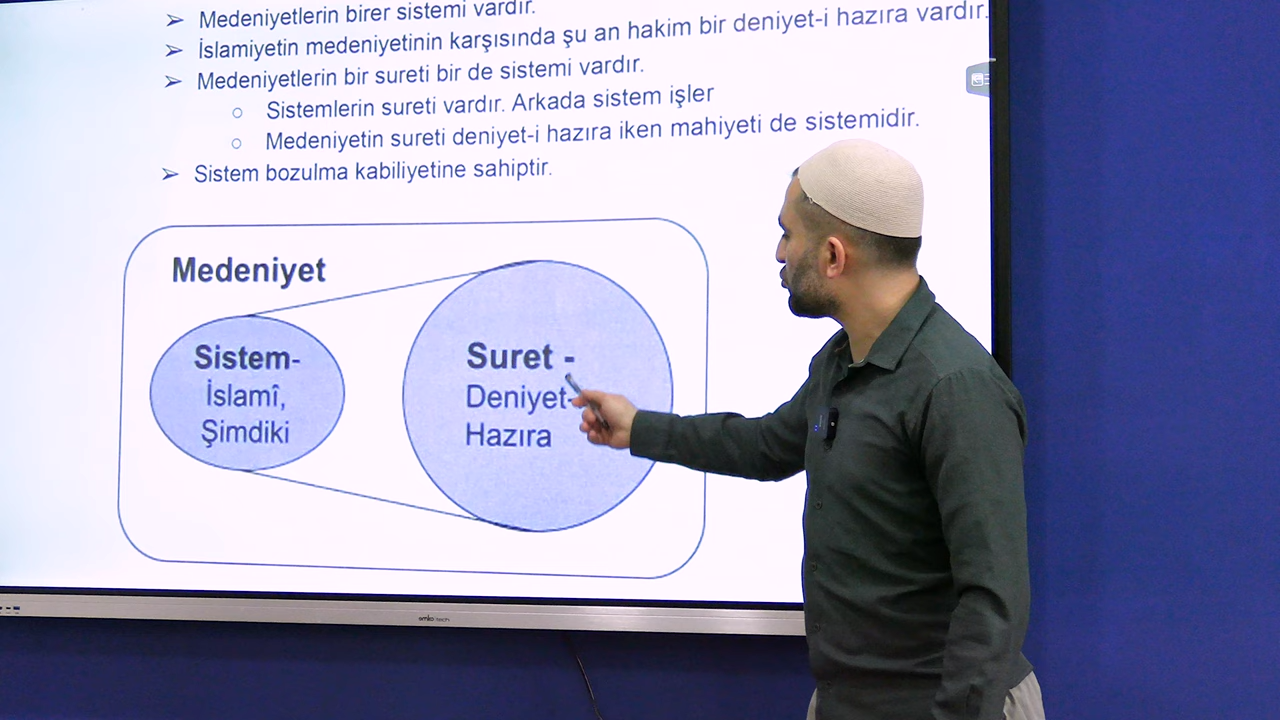 ➢ Medeniyetlerin birer sistemi vardır.
➢ İslamiyetin medeniyetinin karşısında şu an hakim bir deniyet-i hazıra vardır.
➢ Medeniyetlerin bir sureti bir de sistemi vardır.
○ Sistemlerin sureti vardır. Arkada sistem işler
○ Medeniyetin sureti deniyet-i hazıra iken mahiyeti de sistemidir.
➢ Sistem bozulma kabiliyetine sahiptir.
Medeniyet
Sistem-
İslamî,
Şimdiki
Suret -
Deniyet-
Hazıra